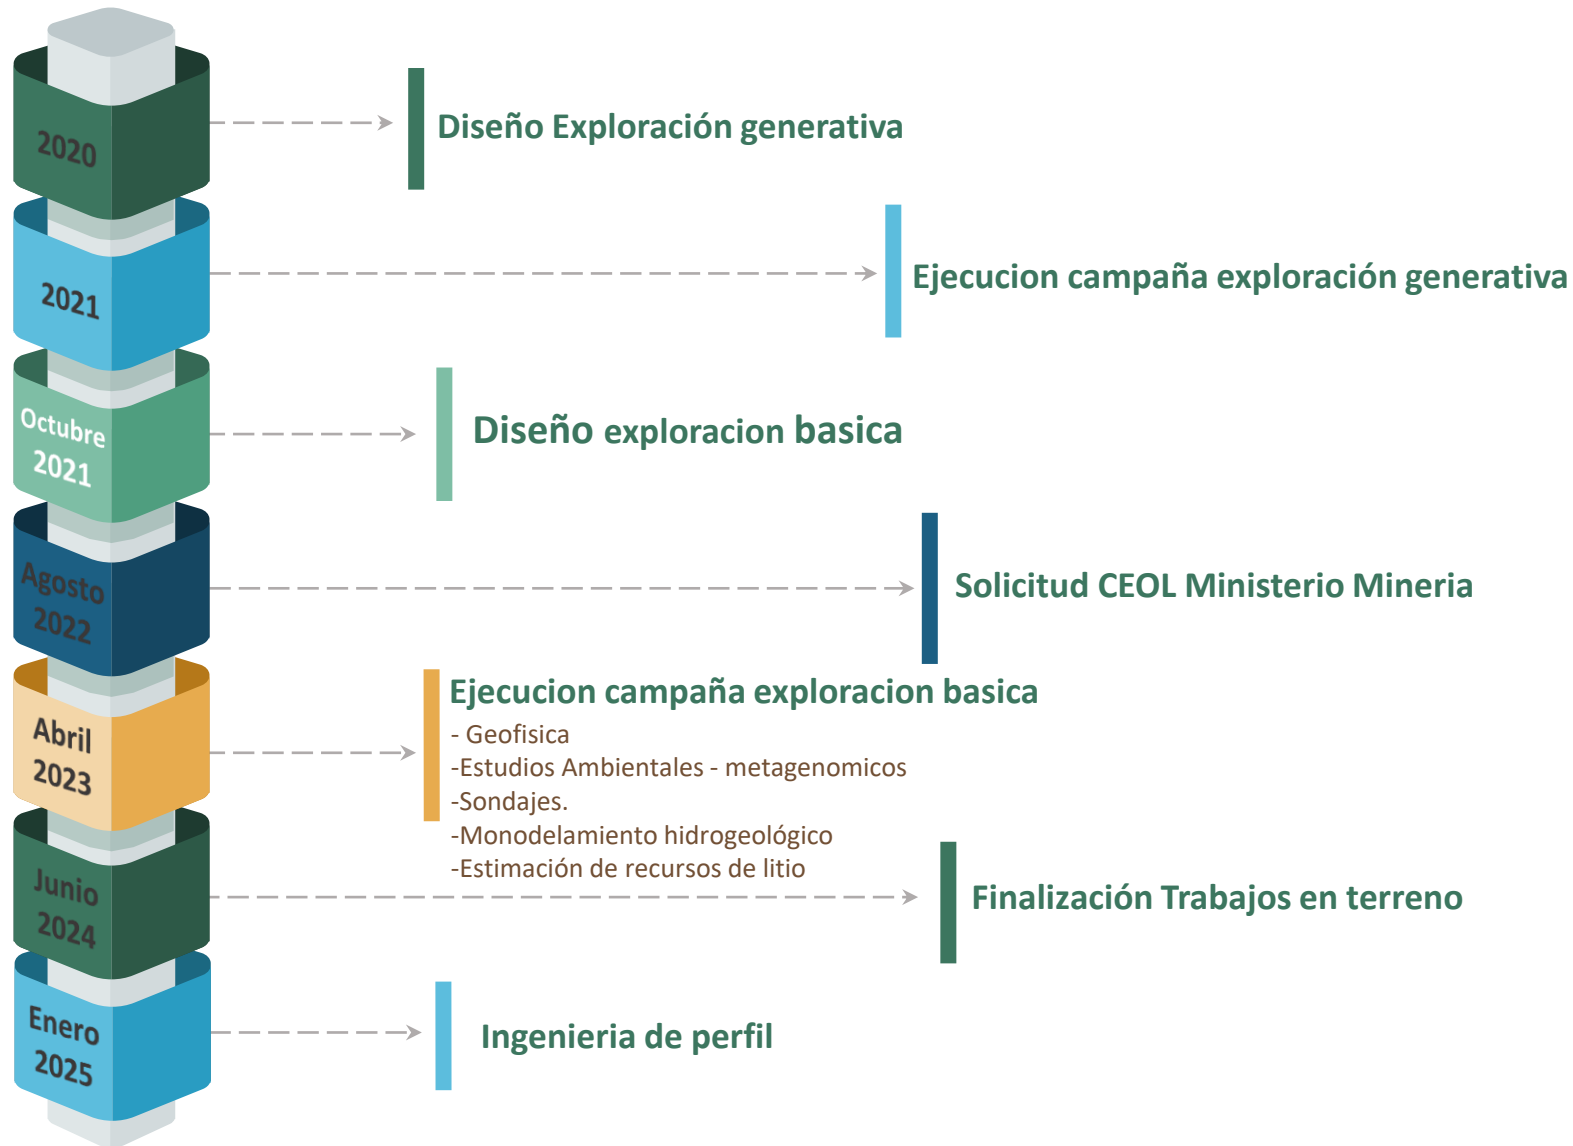 2020
Diseño Exploración generativa
2021
Ejecucion campaña exploración generativa
Octubre
2021
Diseño exploracion basica
Agosto
2022
Solicitud CEOL Ministerio Mineria
Abril
2023
Ejecucion campaña exploracion basica
- Geofisica
-Estudios Ambientales - metagenomicos
-Sondajes.
-Monodelamiento hidrogeológico
-Estimación de recursos de litio
Junio
2024
Finalización Trabajos en terreno
Enero
2025
Ingenieria de perfil